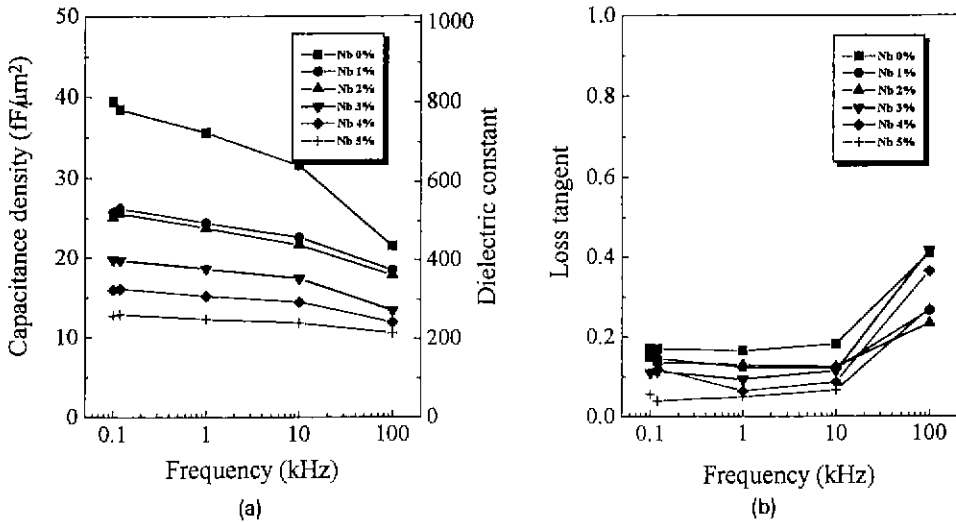 50
40
30
20
10
0
Capacitance density (fF/μm²)
1000
800
600
400
200
0
Dielectric constant
Nb 0%
Nb 1%
Nb 2%
Nb 3%
Nb 4%
Nb 5%
0.1 1 10 100
Frequency (kHz)
(a)
1.0
0.8
0.6
0.4
0.2
0.0
Loss tangent
Nb 0%
Nb 1%
Nb 2%
Nb 3%
Nb 4%
Nb 5%
0.1 1 10 100
Frequency (kHz)
(b)